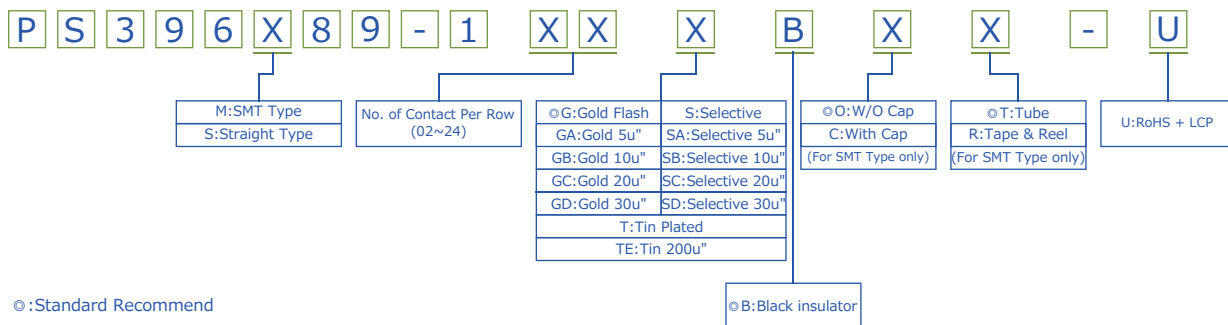 P S 3 9 6 X 8 9 - 1 X X X B X X - U
M:SMT Type
S:Straight Type
No. of Contact Per Row
(02~24)
◎G:Gold Flash S:Selective
GA:Gold 5u" SA:Selective 5u"
GB:Gold 10u" SB:Selective 10u"
GC:Gold 20u" SC:Selective 20u"
GD:Gold 30u" SD:Selective 30u"
T:Tin Plated
TE:Tin 200u"
◎O:W/O Cap
C:With Cap
(For SMT Type only)
◎T:Tube
R:Tape & Reel
(For SMT Type only)
U:RoHS + LCP
◎:Standard Recommend
◎B:Black insulator